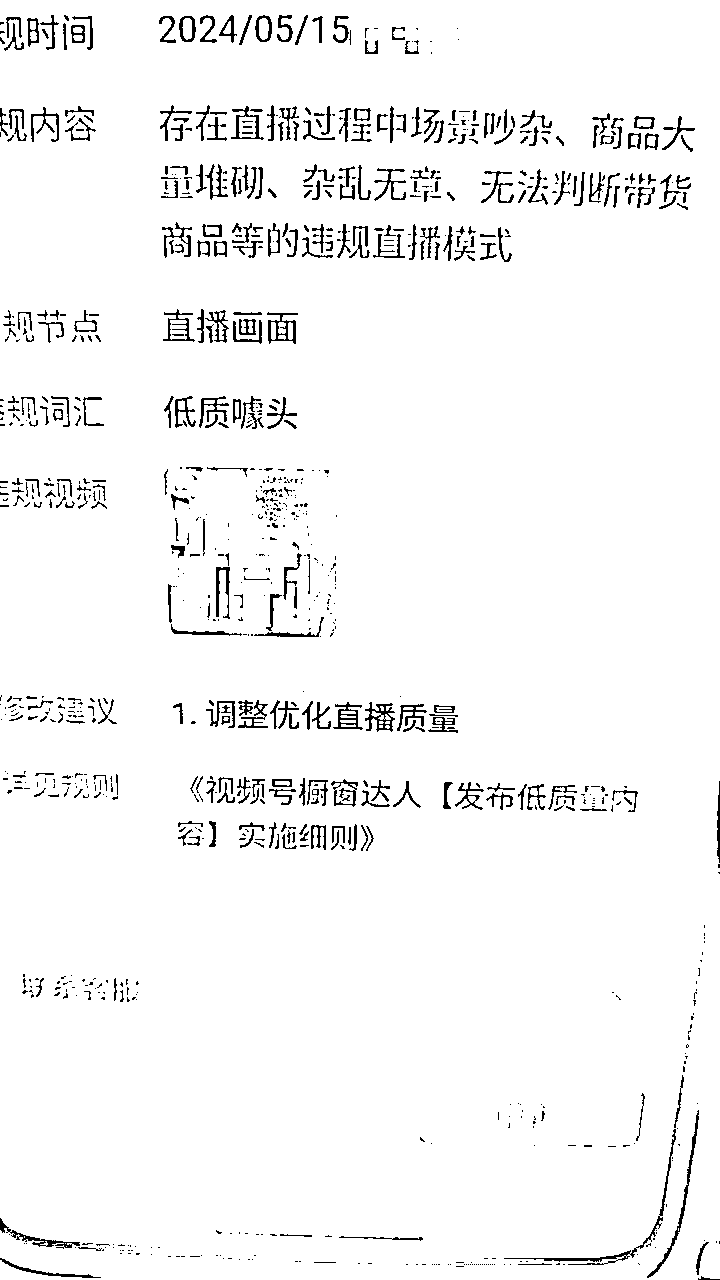 规时间 2024/05/15
规内容 存在直播过程中场景吵杂、商品大
量堆砌、杂乱无章、无法判断带货
商品等的违规直播模式
规节点 直播画面
违规词汇 低质噱头
违规视频
修改建议 1. 调整优化直播质量
详见规则 《视频号橱窗达人【发布低质量内
容】实施细则》
联系客服